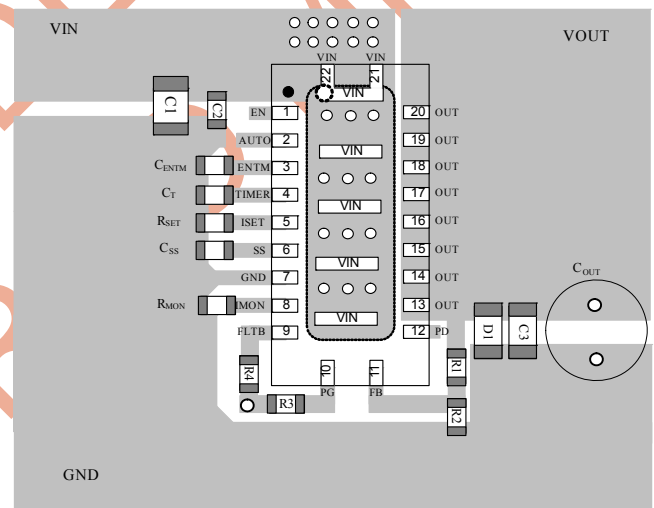 VIN
VOUT
VIN VIN
22 21
VIN
C1
C2
EN 1
20 OUT
AUTO 2
19 OUT
CENTM
ENTM 3
18 OUT
VIN
CT
TIMER 4
17 OUT
RSET
ISET 5
16 OUT
VIN
CSS
SS 6
15 OUT
GND 7
14 OUT
VIN
COUT
RMON
IMON 8
13 OUT
VIN
FLTB 9
12 PD
D1
C3
R4
10
11
R1
PG
FB
R3
R2
GND